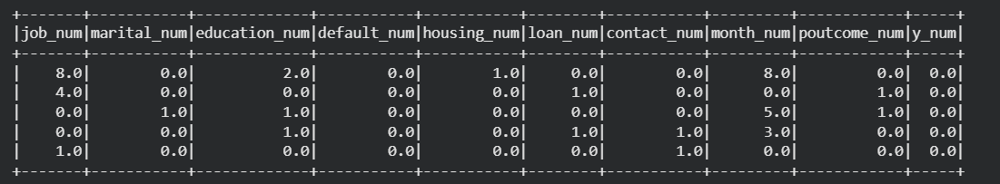 +-------+-----------+-------------+-----------+-----------+--------+-----------+---------+------------+-----+
|job_num|marital_num|education_num|default_num|housing_num|loan_num|contact_num|month_num|poutcome_num|y_num|
+-------+-----------+-------------+-----------+-----------+--------+-----------+---------+------------+-----+
|    8.0|        0.0|          2.0|        0.0|        1.0|     0.0|        0.0|      8.0|         0.0|  0.0|
|    4.0|        0.0|          0.0|        0.0|        0.0|     1.0|        0.0|      0.0|         1.0|  0.0|
|    0.0|        1.0|          1.0|        0.0|        0.0|     0.0|        0.0|      5.0|         1.0|  0.0|
|    0.0|        0.0|          1.0|        0.0|        0.0|     1.0|        1.0|      3.0|         0.0|  0.0|
|    1.0|        0.0|          0.0|        0.0|        0.0|     0.0|        1.0|      0.0|         0.0|  0.0|
+-------+-----------+-------------+-----------+-----------+--------+-----------+---------+------------+-----+